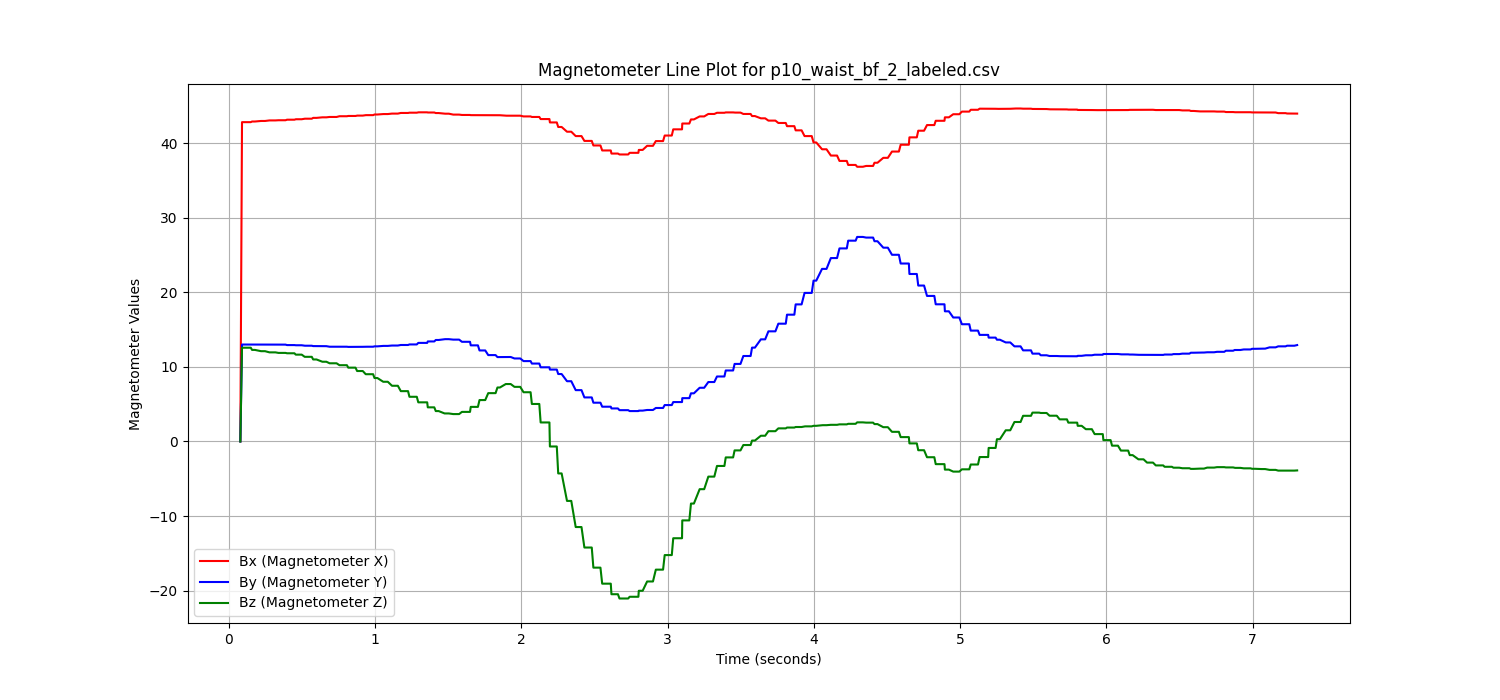 Magnetometer Line Plot for p10_waist_bf_2_labeled.csv
Magnetometer Values
40
30
20
10
0
−10
−20
Bx (Magnetometer X)
By (Magnetometer Y)
Bz (Magnetometer Z)
0 1 2 3 4 5 6 7
Time (seconds)